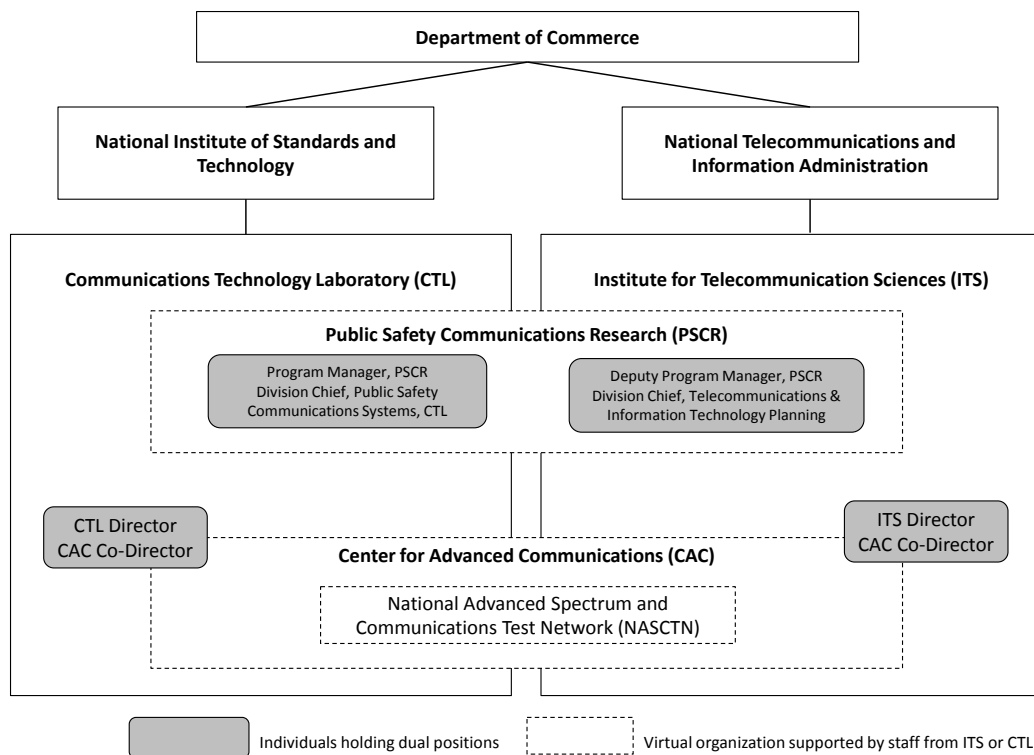 Department of Commerce
National Institute of Standards and
Technology
National Telecommunications and
Information Administration
Communications Technology Laboratory (CTL)
Institute for Telecommunication Sciences (ITS)
Public Safety Communications Research (PSCR)
Program Manager, PSCR
Division Chief, Public Safety
Communications Systems, CTL
Deputy Program Manager, PSCR
Division Chief, Telecommunications &
Information Technology Planning
CTL Director
CAC Co-Director
ITS Director
CAC Co-Director
Center for Advanced Communications (CAC)
National Advanced Spectrum and
Communications Test Network (NASCTN)
Individuals holding dual positions
Virtual organization supported by staff from ITS or CTL